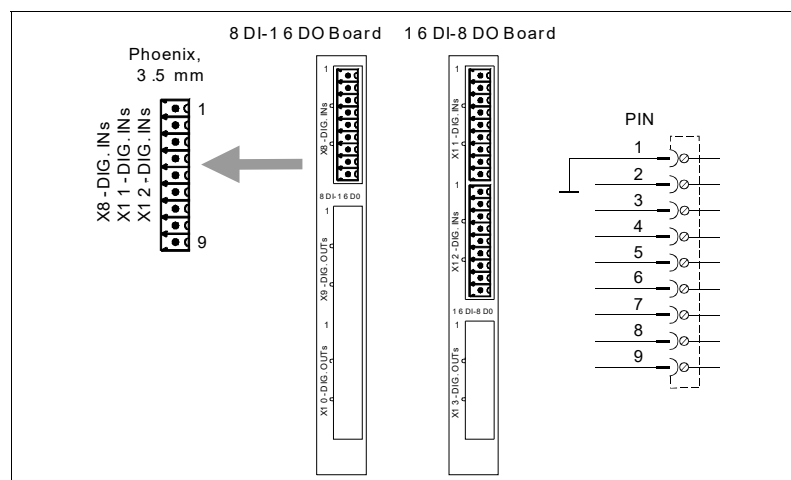 8 DI-16 DO Board
16 DI-8 DO Board
Phoenix,
3.5 mm
X8-DIG.INs
X11-DIG.INs
X12-DIG.INs
1
9
1
X8-DIG.INs
8 DI-16 DO
1
X9-DIG.OUTs
1
X10-DIG.OUTs
1
X11-DIG.INs
1
X12-DIG.INs
16 DI-8 DO
1
X13-DIG.OUTs
PIN
1
2
3
4
5
6
7
8
9